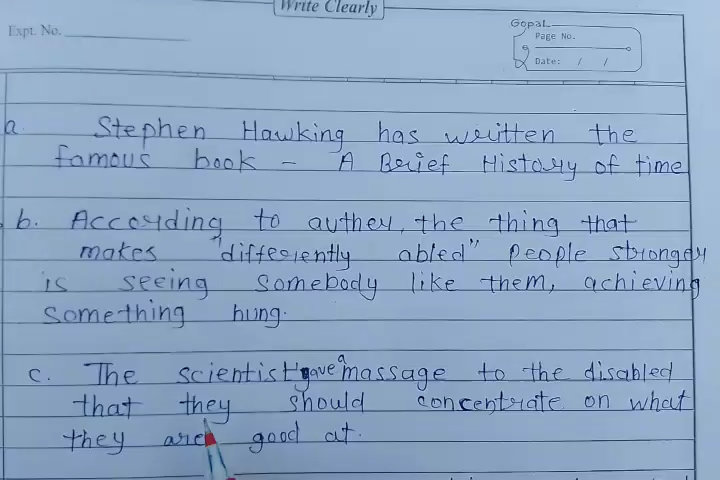 Write Clearly
Expt. No.
Gopal
Page No.
Date: / /
a. Stephen Hawking has written the
famous book - A Brief History of time
b. According to auther, the thing that
makes "differently abled" people stronger
is seeing somebody like them, achieving
something hung.
c. The scientist gave a massage to the disabled
that they should concentrate on what
they are good at.